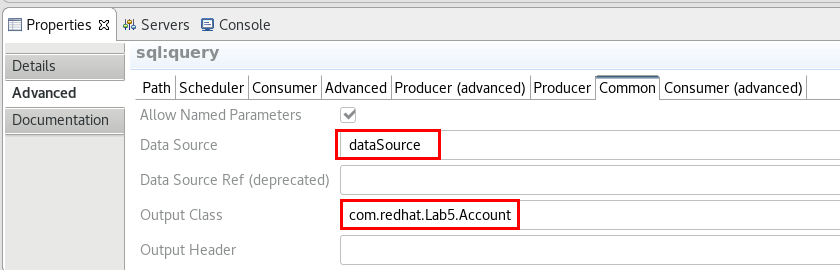 Properties Servers Console
sql:query
Details
Advanced
Documentation
Path Scheduler Consumer Advanced Producer (advanced) Producer Common Consumer (advanced)
Allow Named Parameters
Data Source dataSource
Data Source Ref (deprecated)
Output Class com.redhat.Lab5.Account
Output Header